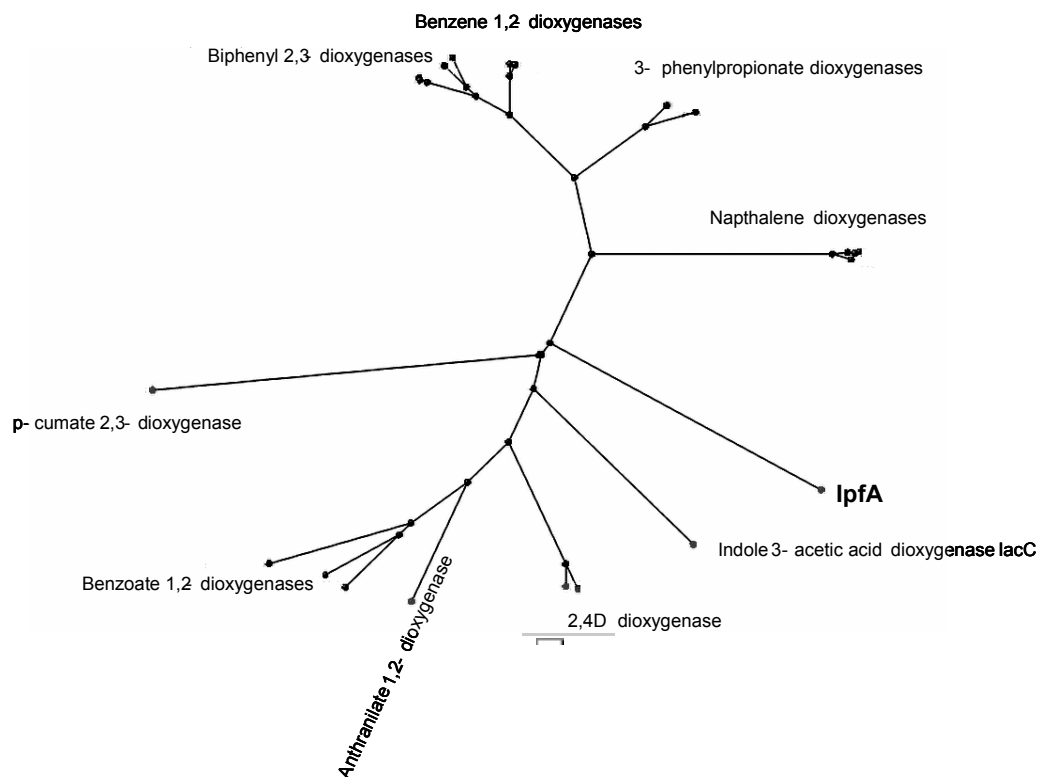 Benzene 1,2 dioxygenases
Biphenyl 2,3- dioxygenases
3- phenylpropionate dioxygenases
Napthalene dioxygenases
p- cumate 2,3- dioxygenase
IpfA
Indole 3- acetic acid dioxygenase IacC
Benzoate 1,2 dioxygenases
Anthranilate 1,2- dioxygenase
2,4D dioxygenase